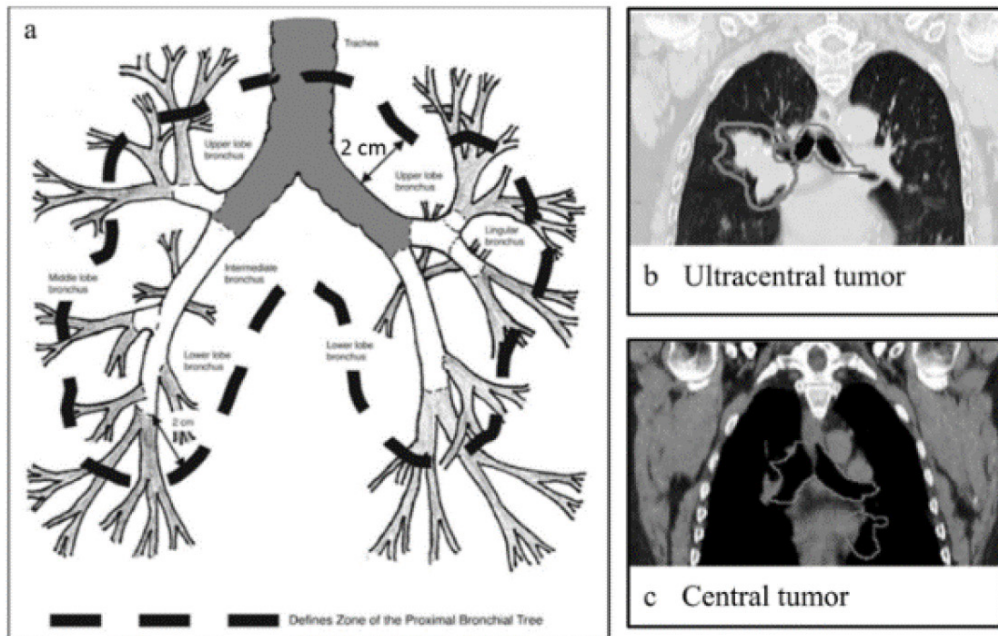 a
Trachea
2 cm
Upper lobe
bronchus
Upper lobe
bronchus
Lingular
bronchus
Middle lobe
bronchus
Intermediate
bronchus
Lower lobe
bronchus
Lower lobe
bronchus
2 cm
Defines Zone of the Proximal Bronchial Tree
b Ultracentral tumor
c Central tumor